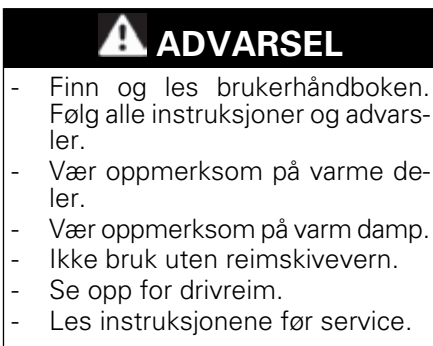 ADVARSEL
- Finn og les brukerhåndboken.
Følg alle instruksjoner og advars-
ler.
- Vær oppmerksom på varme de-
ler.
- Vær oppmerksom på varm damp.
- Ikke bruk uten reimskivevern.
- Se opp for drivreim.
- Les instruksjonene før service.